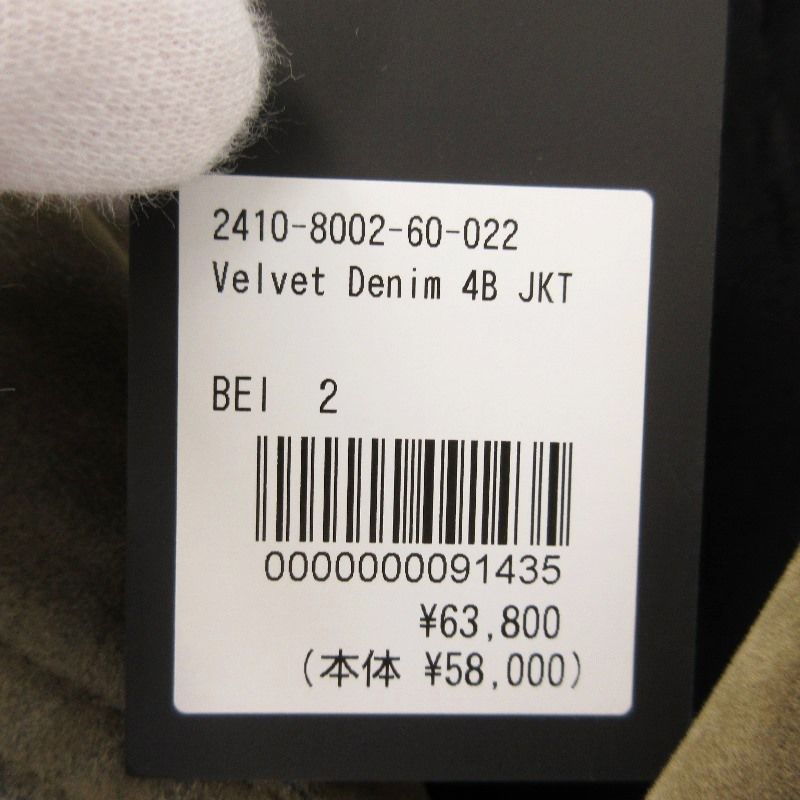 2410-8002-60-022
Velvet Denim 4B JKT
BEI 2
0000000091435
¥63,800
(本体 ¥58,000)